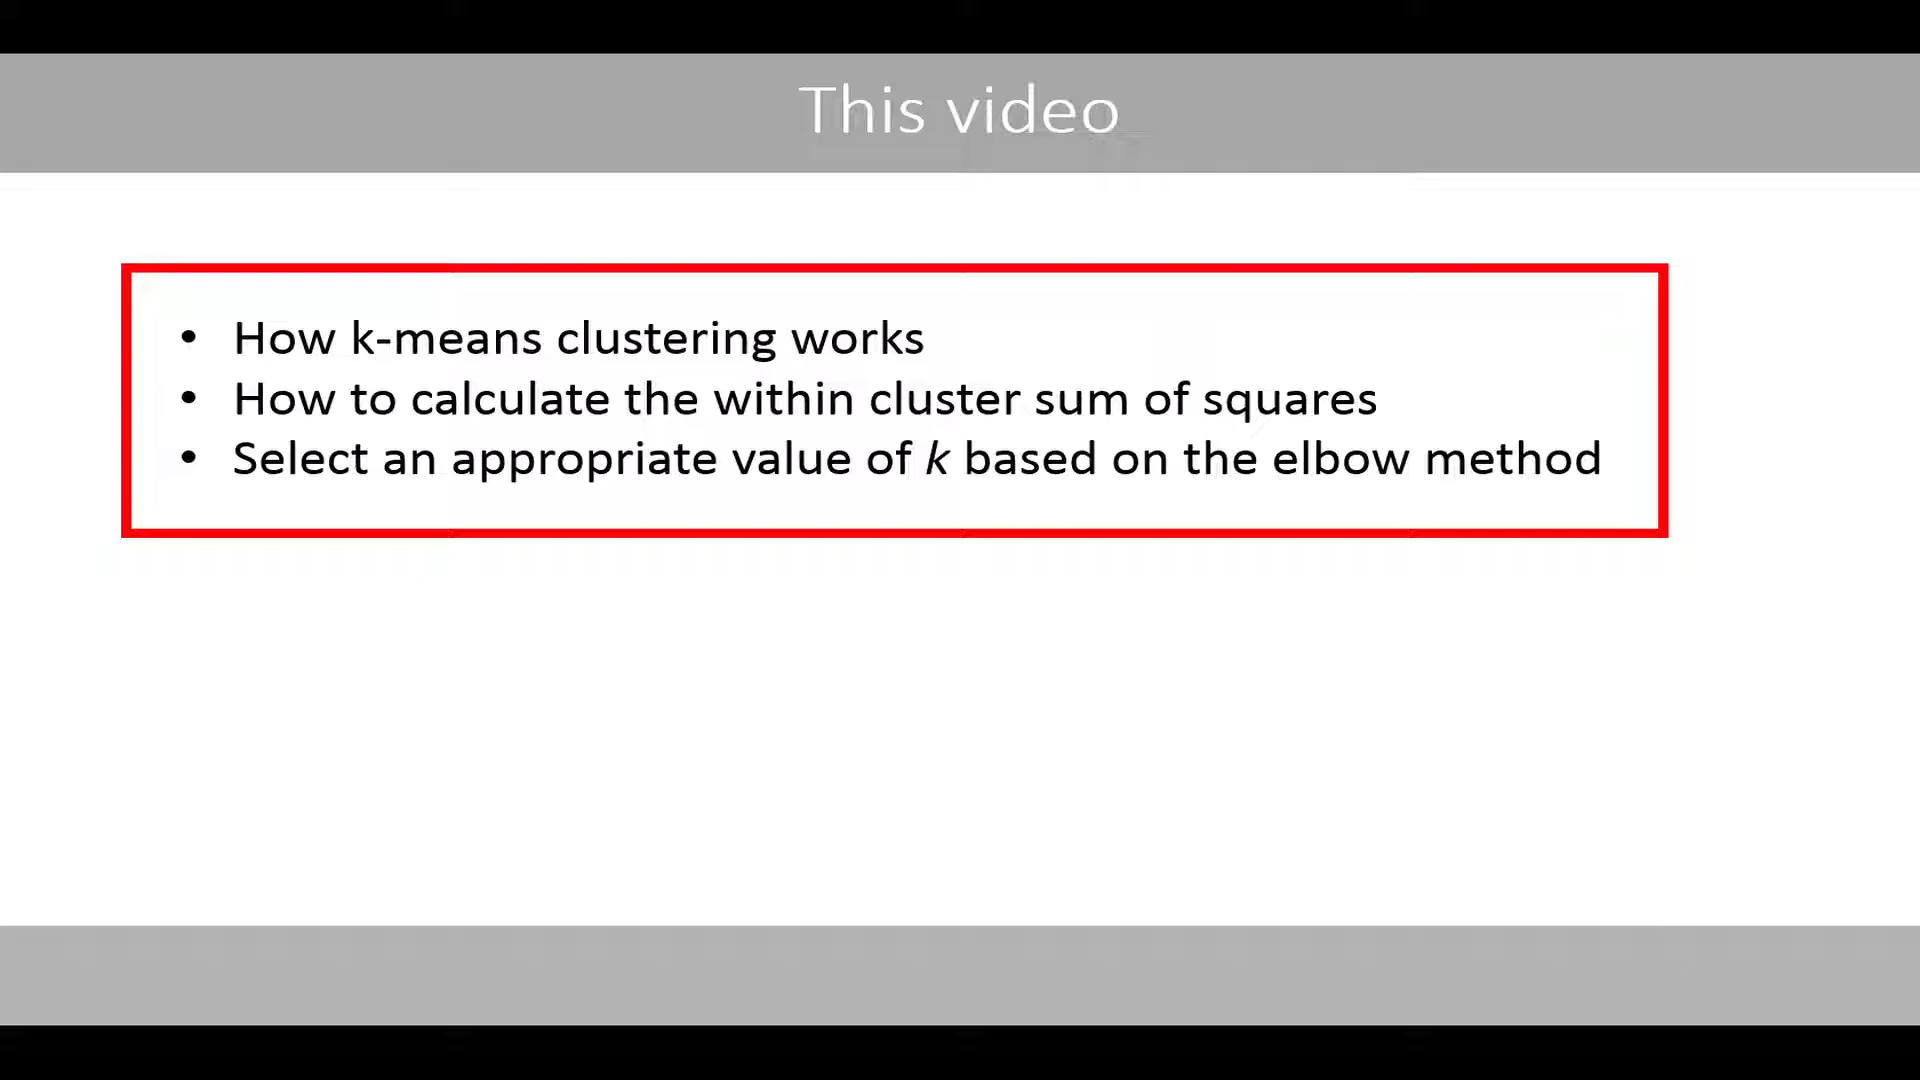 This video
• How k-means clustering works
• How to calculate the within cluster sum of squares
• Select an appropriate value of k based on the elbow method